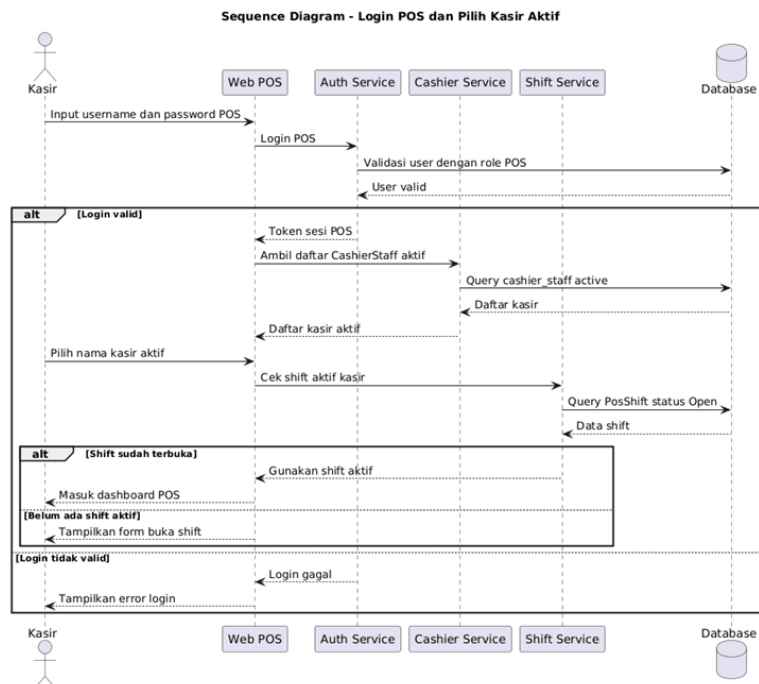 Sequence Diagram - Login POS dan Pilih Kasir Aktif
Kasir
Web POS
Auth Service
Cashier Service
Shift Service
Database
Input username dan password POS
Login POS
Validasi user dengan role POS
User valid
alt
[Login valid]
Token sesi POS
Ambil daftar CashierStaff aktif
Query cashier_staff active
Daftar kasir
Daftar kasir aktif
Pilih nama kasir aktif
Cek shift aktif kasir
Query PosShift status Open
Data shift
alt
[Shift sudah terbuka]
Gunakan shift aktif
Masuk dashboard POS
[Belum ada shift aktif]
Tampilkan form buka shift
[Login tidak valid]
Login gagal
Tampilkan error login
Kasir
Web POS
Auth Service
Cashier Service
Shift Service
Database